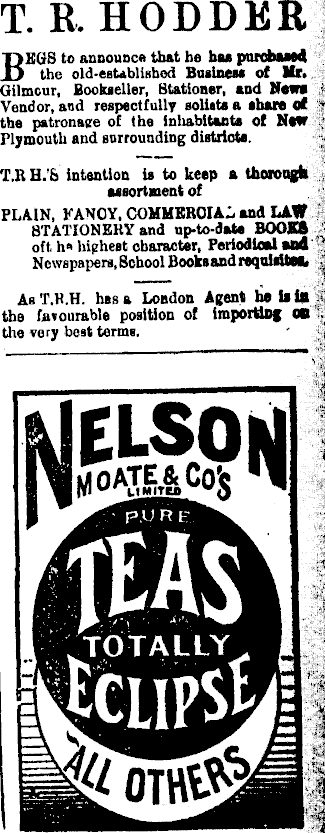 T. R. HODDER
BEGS to announce that he has purchased
the old-established Business of Mr.
Gilmour, Bookseller, Stationer, and News
Vendor, and respectfully solists a share of
the patronage of the inhabitants of New
Plymouth and surrounding districts.
T.R H.'S intention is to keep a thorough
assortment of
PLAIN, FANCY, COMMERCIAL and LAW
STATIONERY and up-to-date BOOKS
oft he highest character, Periodical and
Newspapers, School Books and requisites.
As T.R.H. has a London Agent he is in
the favourable position of importing on
the very best terms.
NELSON
MOATE & CO'S
LIMITED
PURE
TEAS
TOTALLY
ECLIPSE
ALL OTHERS